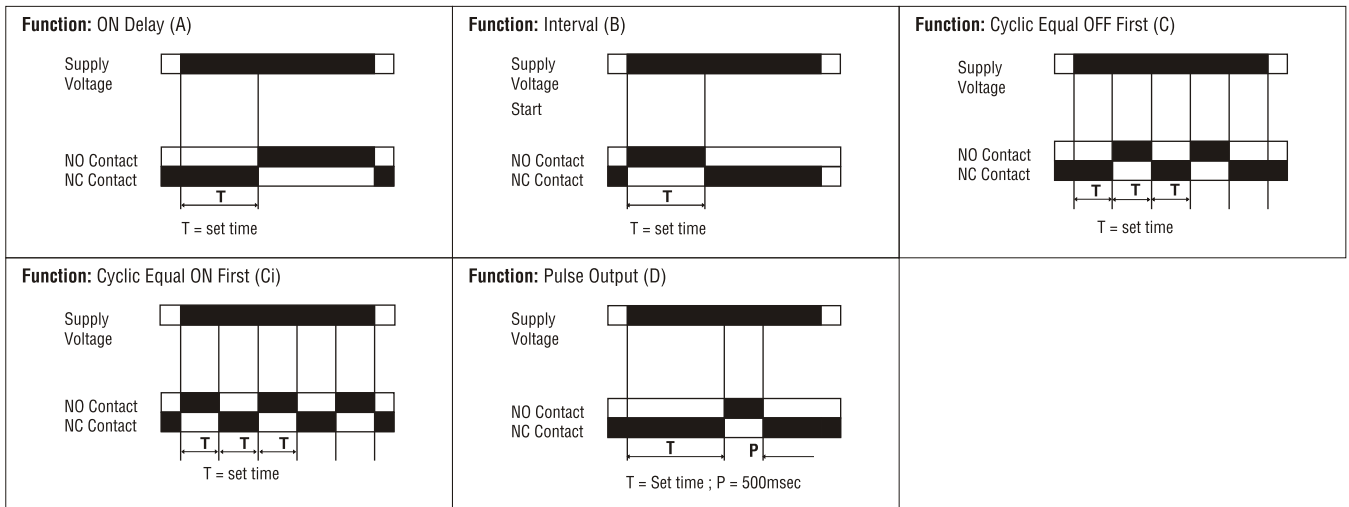 Function: ON Delay (A)
Supply
Voltage
NO Contact
NC Contact
T
T = set time
Function: Interval (B)
Supply
Voltage
Start
NO Contact
NC Contact
T
T = set time
Function: Cyclic Equal OFF First (C)
Supply
Voltage
NO Contact
NC Contact
T T T
T = set time
Function: Cyclic Equal ON First (Ci)
Supply
Voltage
NO Contact
NC Contact
T T T
T = set time
Function: Pulse Output (D)
Supply
Voltage
NO Contact
NC Contact
T P
T = Set time ; P = 500msec